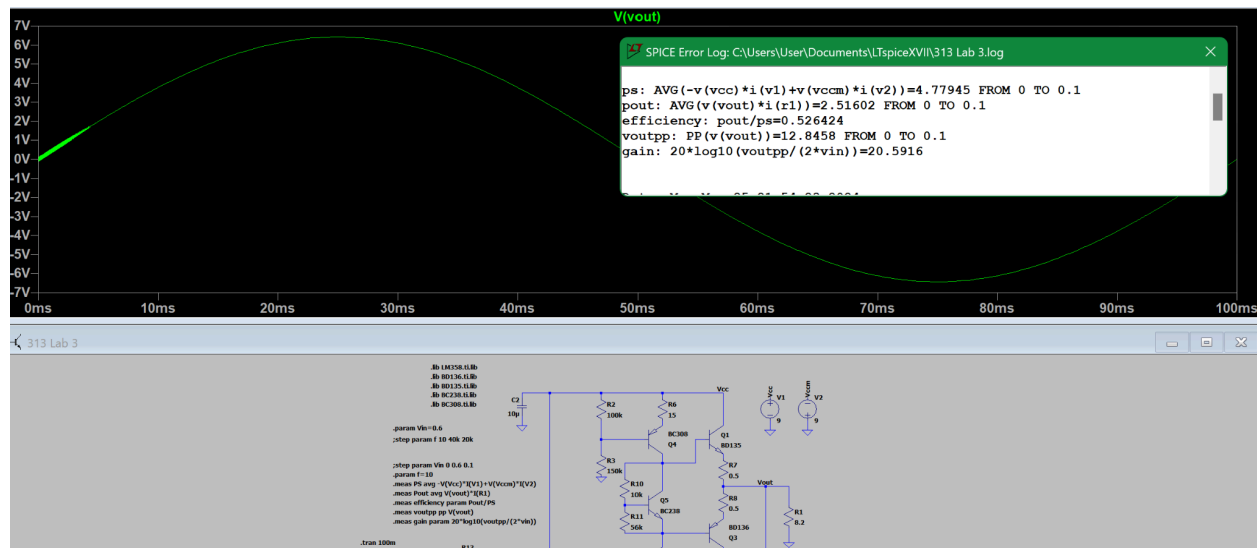 V(vout)
7V
6V
5V
4V
3V
2V
1V
0V
-1V
-2V
-3V
-4V
-5V
-6V
-7V
0ms 10ms 20ms 30ms 40ms 50ms 60ms 70ms 80ms 90ms 100ms
SPICE Error Log: C:\Users\User\Documents\LTspiceXVII\313 Lab 3.log
ps: AVG(-v(vcc)*i(v1)+v(vccm)*i(v2))=4.77945 FROM 0 TO 0.1
pout: AVG(v(vout)*i(r1))=2.51602 FROM 0 TO 0.1
efficiency: pout/ps=0.526424
voutpp: PP(v(vout))=12.8458 FROM 0 TO 0.1
gain: 20*log10(voutpp/(2*vin))=20.5916
313 Lab 3
.lib LM358.ti.lib
.lib BD136.ti.lib
.lib BD135.ti.lib
.lib BC238.ti.lib
.lib BC308.ti.lib
.param Vin=0.6
;step param f 10 40k 20k
;step param Vin 0 0.6 0.1
.param f=10
.meas PS avg -V(Vcc)*I(V1)+V(Vccm)*I(V2)
.meas Pout avg V(vout)*I(R1)
.meas efficiency param Pout/PS
.meas voutpp pp V(vout)
.meas gain param 20*log10(voutpp/(2*vin))
.tran 100m
C2
10µ
R2
100k
R6
15
Vcc
BC308
Q4
Q1
BD135
R3
150k
R7
0.5
R10
10k
Q5
BC238
Vout
R8
0.5
R11
56k
BD136
Q3
R1
8.2
Vcc
V1
9
Vccm
V2
9